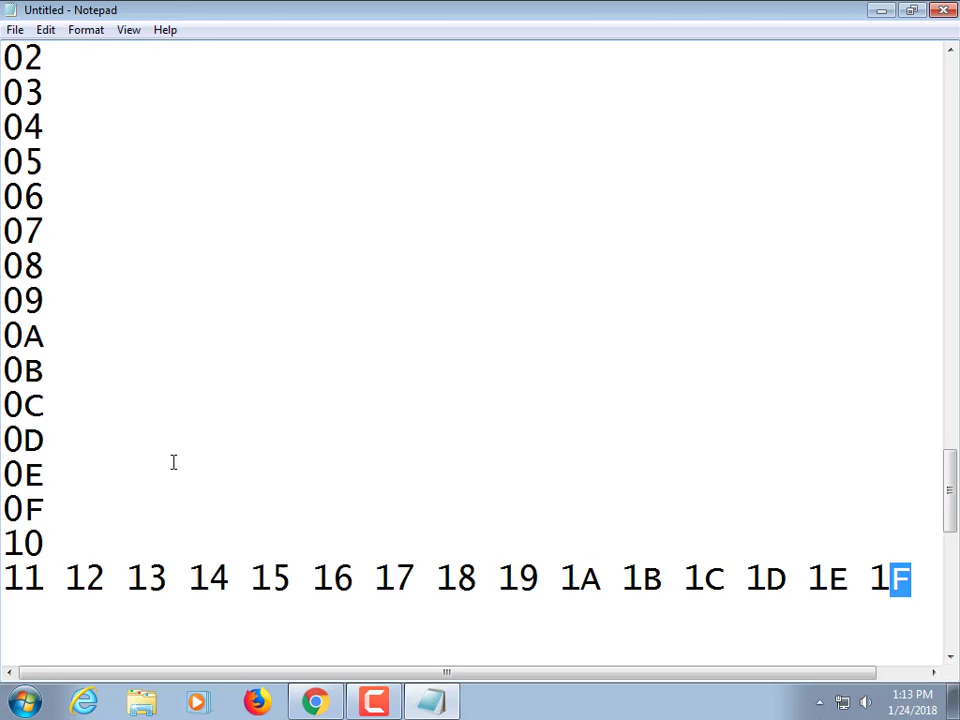 Untitled - Notepad
File Edit Format View Help
02
03
04
05
06
07
08
09
0A
0B
0C
0D
0E
0F
10
11 12 13 14 15 16 17 18 19 1A 1B 1C 1D 1E 1F
1:13 PM
1/24/2018